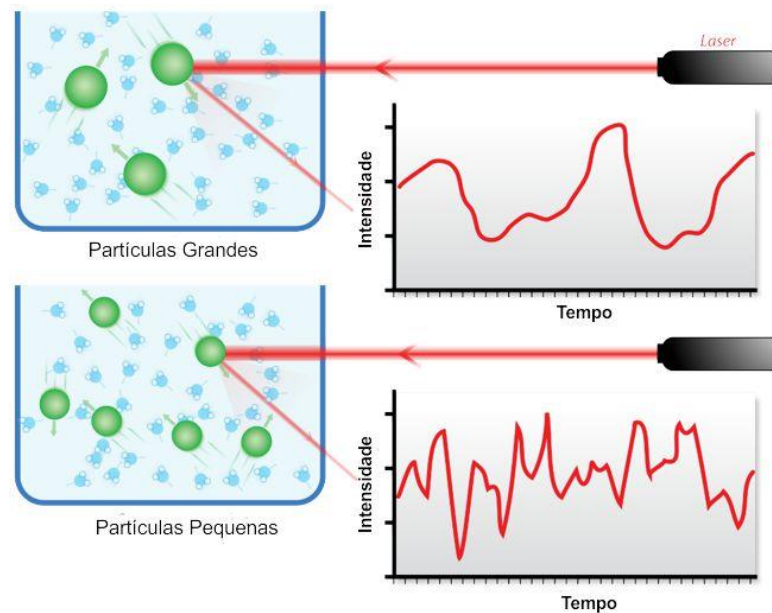 Laser
Intensidade
Tempo
Partículas Grandes
Intensidade
Tempo
Partículas Pequenas